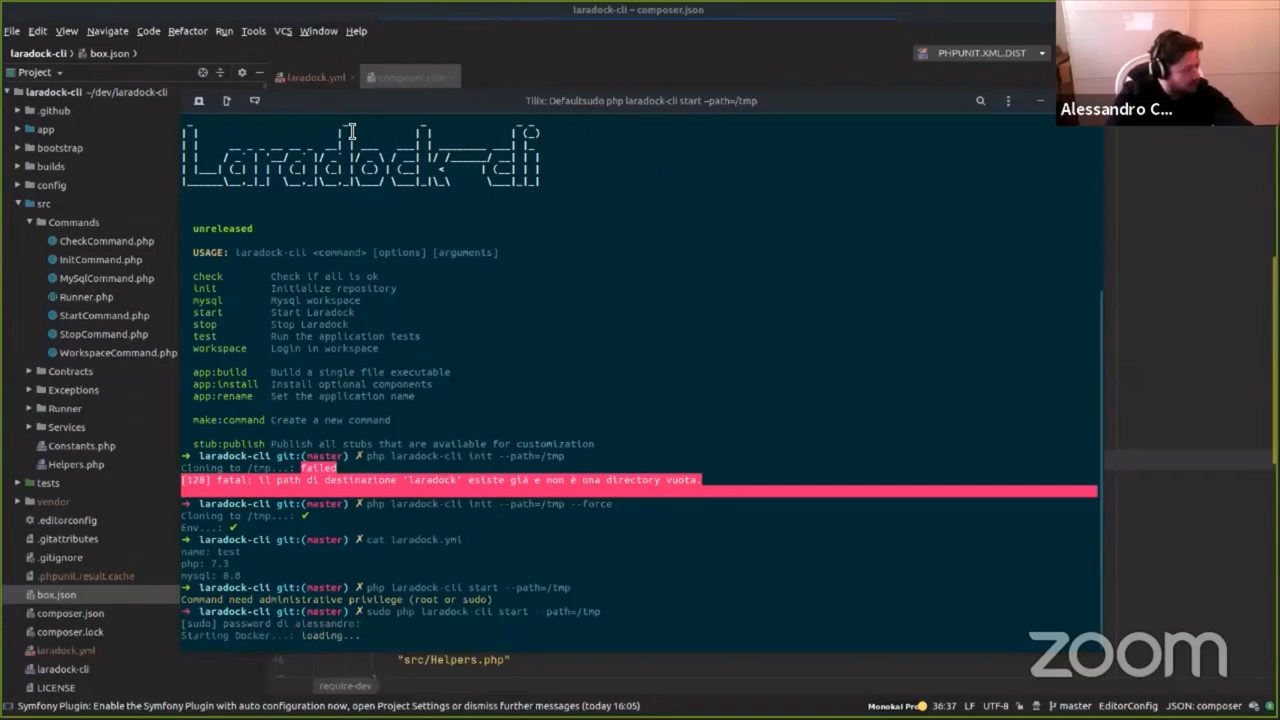 laradock-cli – composer.json
File Edit View Navigate Code Refactor Run Tools VCS Window Help
laradock-cli box.json
PHPUNIT.XML.DIST
Project
laradock.yml
composer.json
laradock-cli ~/dev/laradock-cli
.github
app
bootstrap
builds
config
src
Commands
CheckCommand.php
InitCommand.php
MySqlCommand.php
Runner.php
StartCommand.php
StopCommand.php
WorkspaceCommand.php
Contracts
Exceptions
Runner
Services
Constants.php
Helpers.php
tests
vendor
.editorconfig
.gitattributes
.gitignore
.phpunit.result.cache
box.json
composer.json
composer.lock
laradock.yml
laradock-cli
LICENSE
Tilix: Defaultsudo php laradock-cli start --path=/tmp
Laradock-cli
unreleased
USAGE: laradock-cli <command> [options] [arguments]
check Check if all is ok
init Initialize repository
mysql Mysql workspace
start Start Laradock
stop Stop Laradock
test Run the application tests
workspace Login in workspace
app:build Build a single file executable
app:install Install optional components
app:rename Set the application name
make:command Create a new command
stub:publish Publish all stubs that are available for customization
➜ laradock-cli git:(master) ✗ php laradock-cli init --path=/tmp
Cloning to /tmp...: failed
[128] fatal: il path di destinazione 'laradock' esiste già e non è una directory vuota.
➜ laradock-cli git:(master) ✗ php laradock-cli init --path=/tmp --force
Cloning to /tmp...: ✔
Env...: ✔
➜ laradock-cli git:(master) ✗ cat laradock.yml
name: test
php: 7.3
mysql: 8.0
➜ laradock-cli git:(master) ✗ php laradock-cli start --path=/tmp
Command need administrative privilege (root or sudo)
➜ laradock-cli git:(master) ✗ sudo php laradock-cli start --path=/tmp
[sudo] password di alessandro:
Starting Docker...: loading...
"src/Helpers.php"
require-dev
Alessandro C...
zoom
Symfony Plugin: Enable the Symfony Plugin with auto configuration now, open Project Settings or dismiss further messages (today 16:05)
Monokai Pro 36:37 LF UTF-8 master EditorConfig JSON: composer